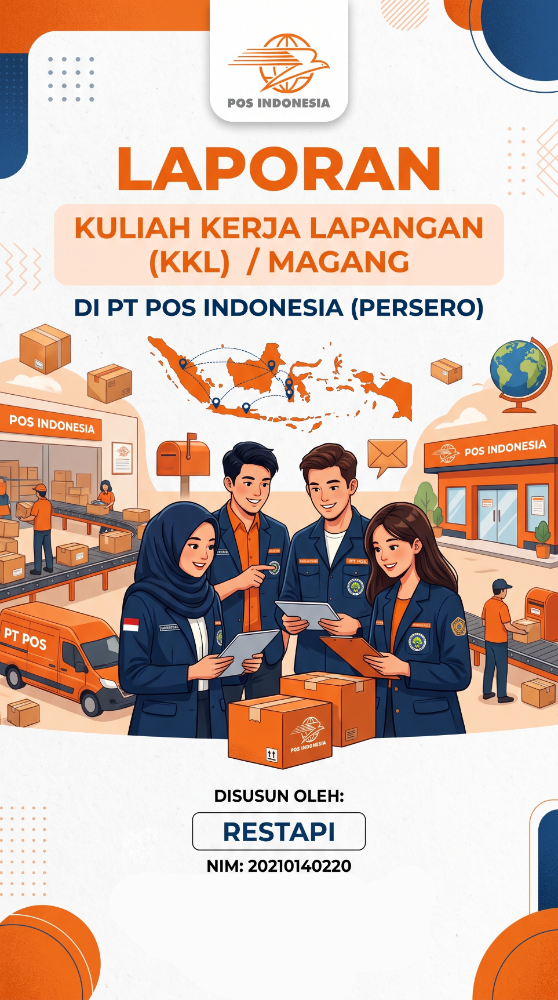 POS INDONESIA
LAPORAN
KULIAH KERJA LAPANGAN
(KKL) / MAGANG
DI PT POS INDONESIA (PERSERO)
POS INDONESIA
POS INDONESIA
PT POS
POS INDONESIA
DISUSUN OLEH:
RESTAPI
NIM: 20210140220